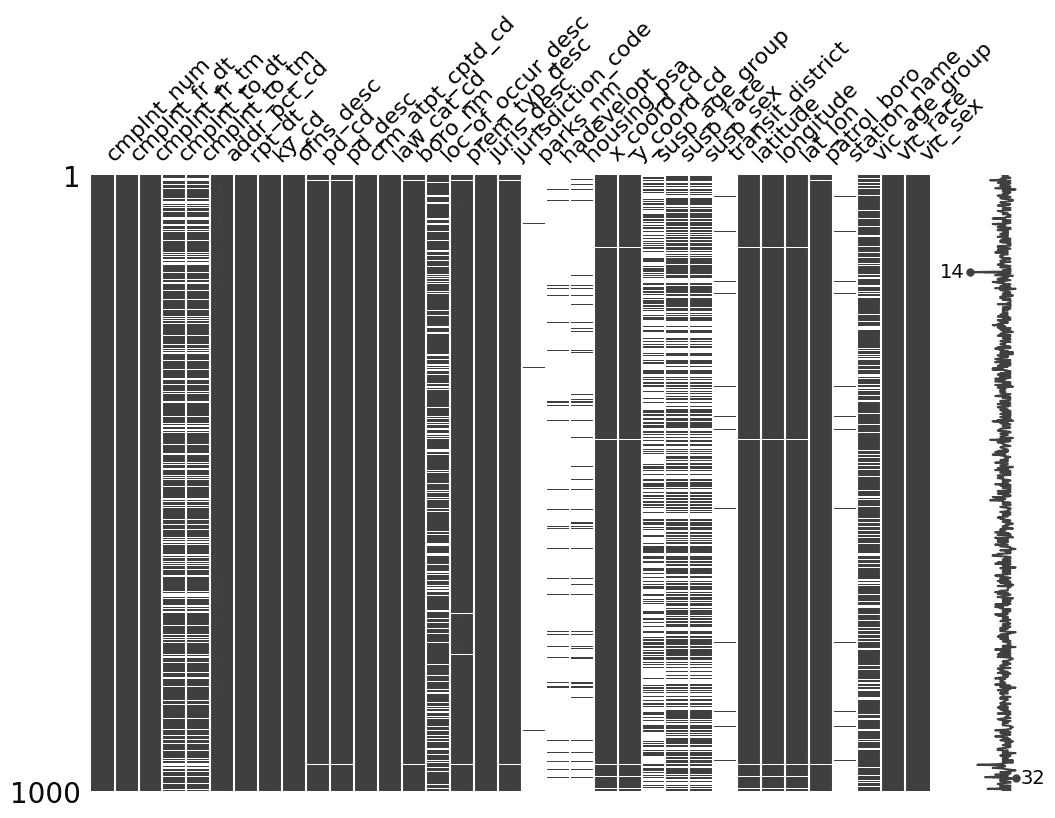 cmplnt_num
cmplnt_fr_dt
cmplnt_fr_tm
cmplnt_to_dt
cmplnt_to_tm
addr_pct_cd
rpt_dt
ky_cd
ofns_desc
pd_cd
pd_desc
crm_atpt_cptd_cd
law_cat_cd
boro_nm
loc_of_occur_desc
prem_typ_desc
juris_desc
jurisdiction_code
parks_nm
hadevelopt
housing_psa
x_coord_cd
y_coord_cd
susp_age_group
susp_race
susp_sex
transit_district
latitude
longitude
lat_lon
patrol_boro
station_name
vic_age_group
vic_race
vic_sex
1
14
32
1000